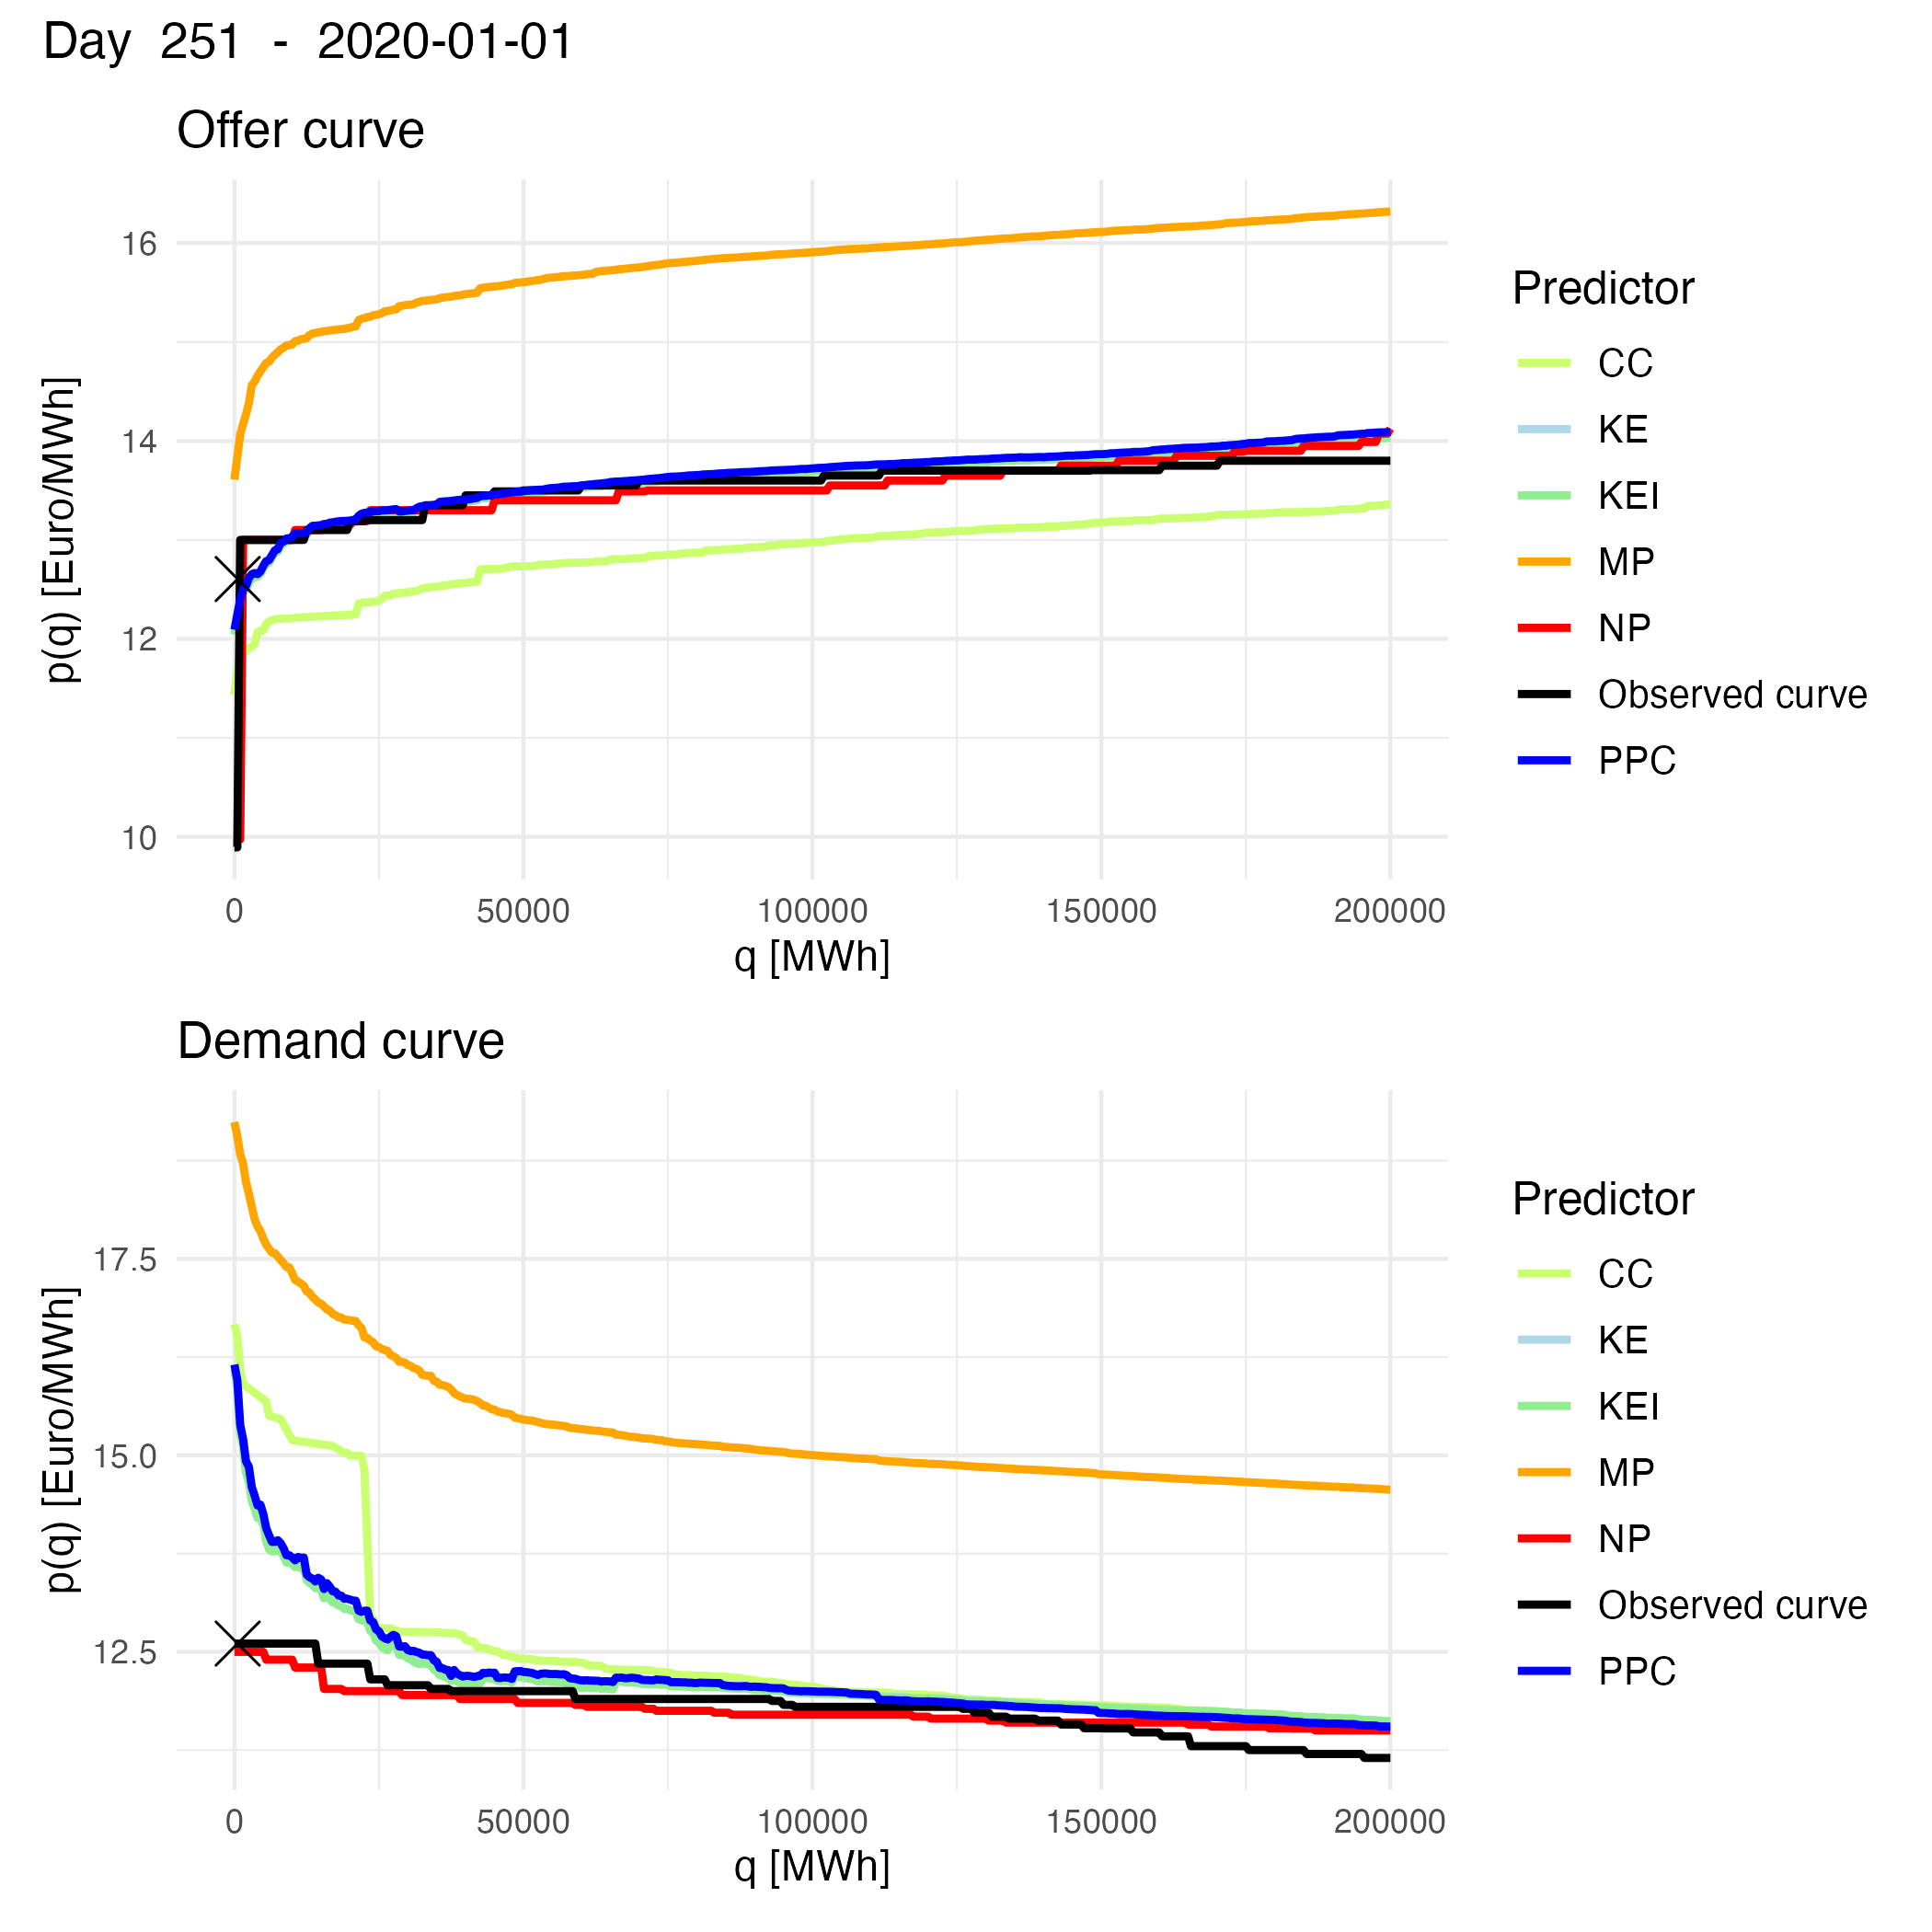 Day 251 - 2020-01-01
Offer curve
16
14
12
10
p(q) [Euro/MWh]
0 50000 100000 150000 200000
q [MWh]
Predictor
CC
KE
KEI
MP
NP
Observed curve
PPC
Demand curve
17.5
15.0
12.5
p(q) [Euro/MWh]
0 50000 100000 150000 200000
q [MWh]
Predictor
CC
KE
KEI
MP
NP
Observed curve
PPC